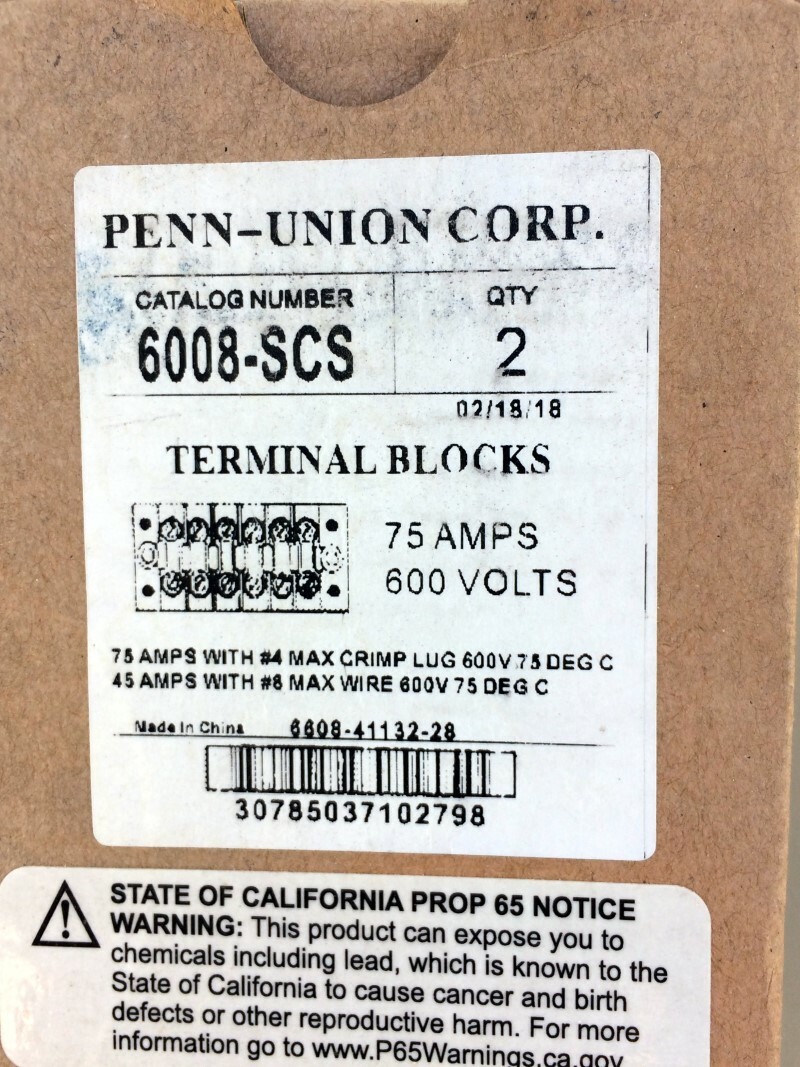 PENN-UNION CORP.
CATALOG NUMBER
6008-SCS
QTY
2
02/18/18
TERMINAL BLOCKS
75 AMPS
600 VOLTS
75 AMPS WITH #4 MAX CRIMP LUG 600V 75 DEG C
45 AMPS WITH #8 MAX WIRE 600V 75 DEG C
Made In China 6608-41132-28
30785037102798
STATE OF CALIFORNIA PROP 65 NOTICE
WARNING: This product can expose you to
chemicals including lead, which is known to the
State of California to cause cancer and birth
defects or other reproductive harm. For more
information go to www.P65Warnings.ca.gov